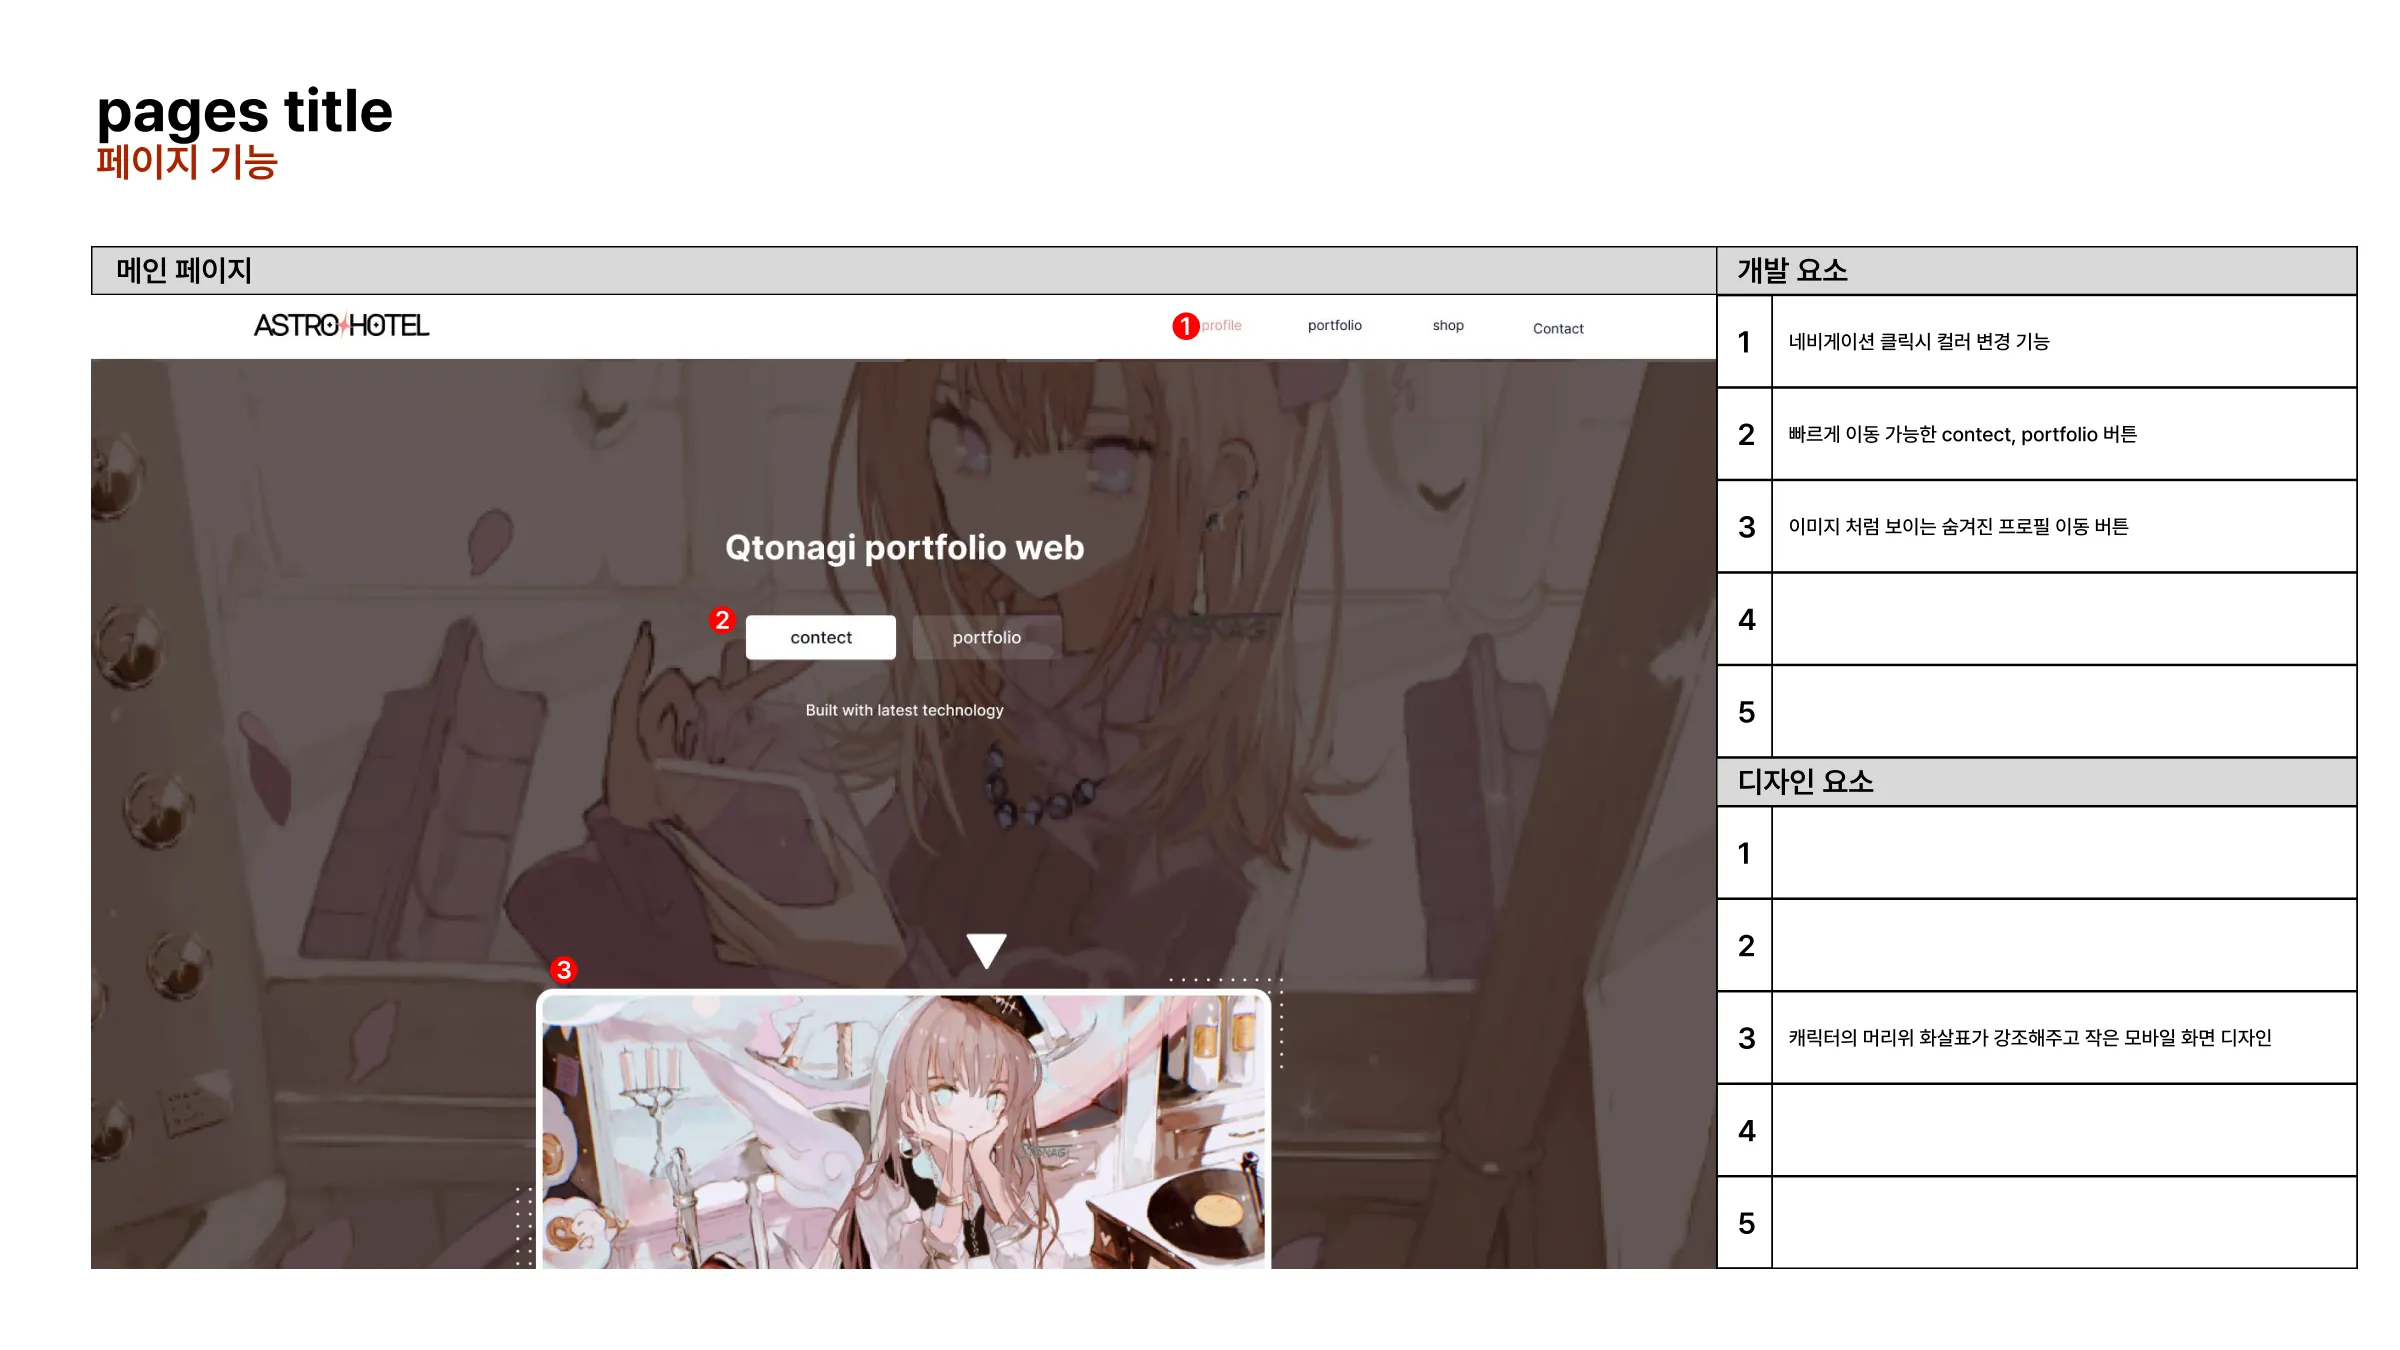 pages title
페이지 기능
메인 페이지
ASTRO HOTEL
1 profile portfolio shop Contact
Qtonagi portfolio web
2 contect portfolio
Built with latest technology
3
개발 요소
1 네비게이션 클릭시 컬러 변경 기능
2 빠르게 이동 가능한 contect, portfolio 버튼
3 이미지 처럼 보이는 숨겨진 프로필 이동 버튼
4
5
디자인 요소
1
2
3 캐릭터의 머리위 화살표가 강조해주고 작은 모바일 화면 디자인
4
5